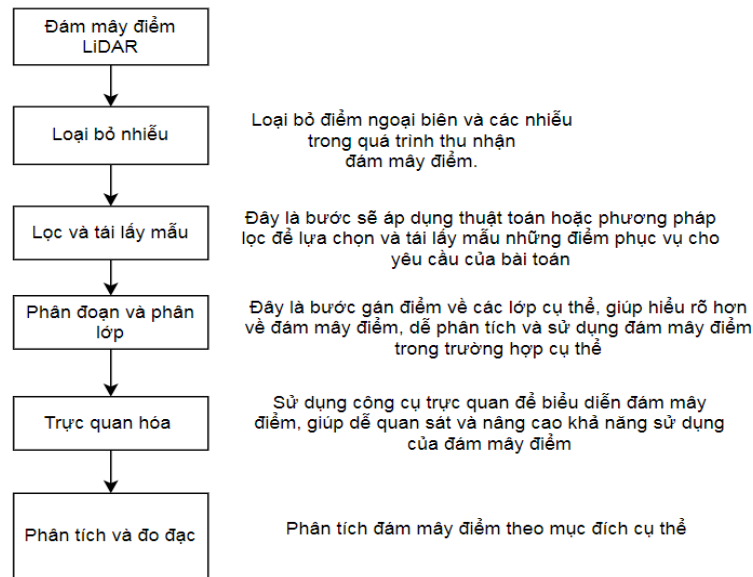 Đám mây điểm
LiDAR
Loại bỏ nhiễu
Loại bỏ điểm ngoại biên và các nhiễu
trong quá trình thu nhận
đám mây điểm.
Lọc và tái lấy mẫu
Đây là bước sẽ áp dụng thuật toán hoặc phương pháp
lọc để lựa chọn và tái lấy mẫu những điểm phục vụ cho
yêu cầu của bài toán
Phân đoạn và phân
lớp
Đây là bước gán điểm về các lớp cụ thể, giúp hiểu rõ hơn
về đám mây điểm, dễ phân tích và sử dụng đám mây điểm
trong trường hợp cụ thể
Trực quan hóa
Sử dụng công cụ trực quan để biểu diễn đám mây
điểm, giúp dễ quan sát và nâng cao khả năng sử dụng
của đám mây điểm
Phân tích và đo đạc
Phân tích đám mây điểm theo mục đích cụ thể